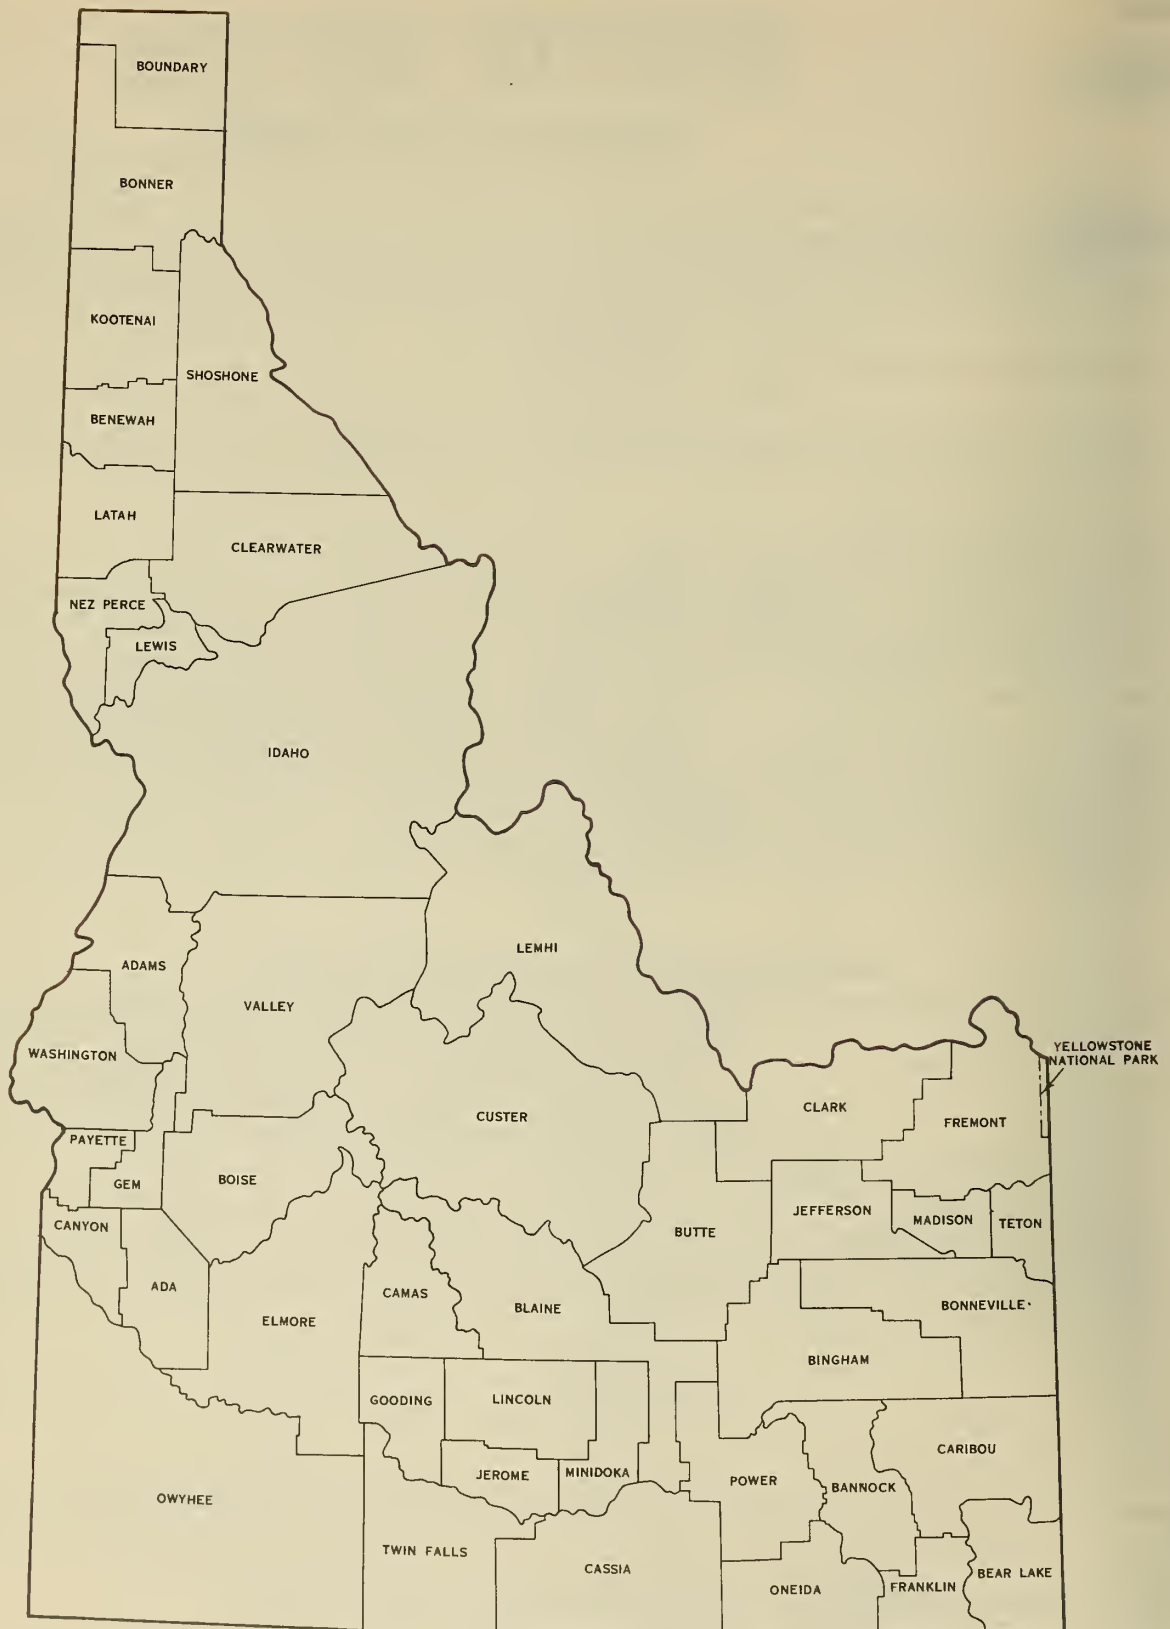 BOUNDARY
BONNER
KOOTENAI
SHOSHONE
BENEWAH
LATAH
CLEARWATER
NEZ PERCE
LEWIS
IDAHO
LEMHI
ADAMS
VALLEY
WASHINGTON
YELLOWSTONE
NATIONAL PARK
CLARK
FREMONT
CUSTER
PAYETTE
GEM
BOISE
CANYON
BUTTE
JEFFERSON
MADISON
TETON
ADA
CAMAS
BLAINE
ELMORE
BONNEVILLE
BINGHAM
GOODING
LINCOLN
CARIBOU
JEROME
MINIDOKA
POWER
BANNOCK
OWYHEE
TWIN FALLS
CASSIA
ONEIDA
FRANKLIN
BEAR LAKE